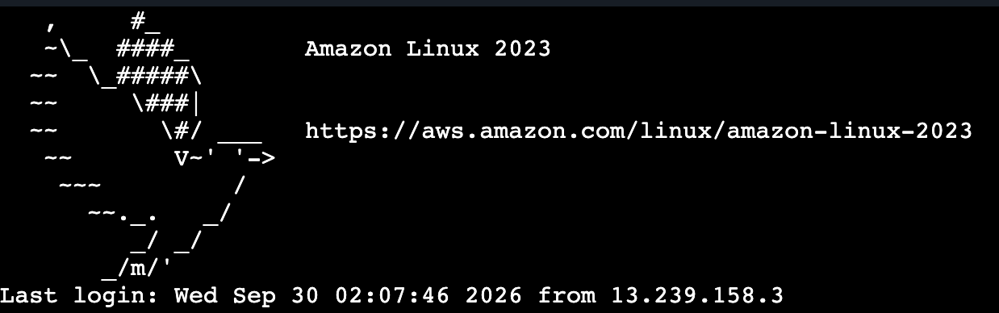 ,     #_
   ~\_  ####_        Amazon Linux 2023
  ~~  \_#####\
  ~~     \###|
  ~~       \#/ ___   https://aws.amazon.com/linux/amazon-linux-2023
   ~~       V~' '->
    ~~~         /
      ~~._.   _/
         _/ _/
       _/m/'
Last login: Wed Sep 30 02:07:46 2026 from 13.239.158.3